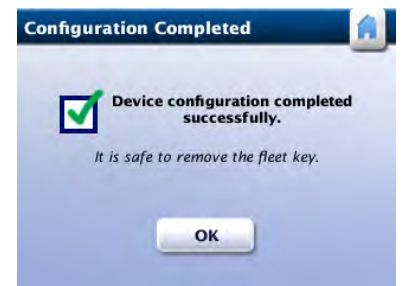 Configuration Completed
Device configuration completed
successfully.
It is safe to remove the fleet key.
OK